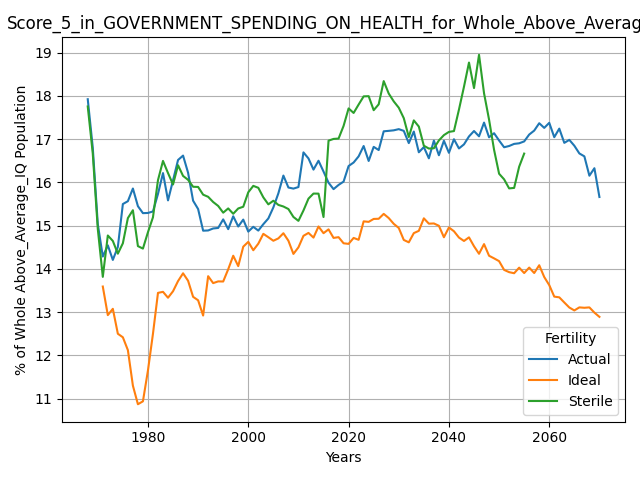 Score_5_in_GOVERNMENT_SPENDING_ON_HEALTH_for_Whole_Above_Averag
% of Whole Above_Average_IQ Population
19
18
17
16
15
14
13
12
11
1980
2000
2020
2040
2060
Years
Fertility
Actual
Ideal
Sterile